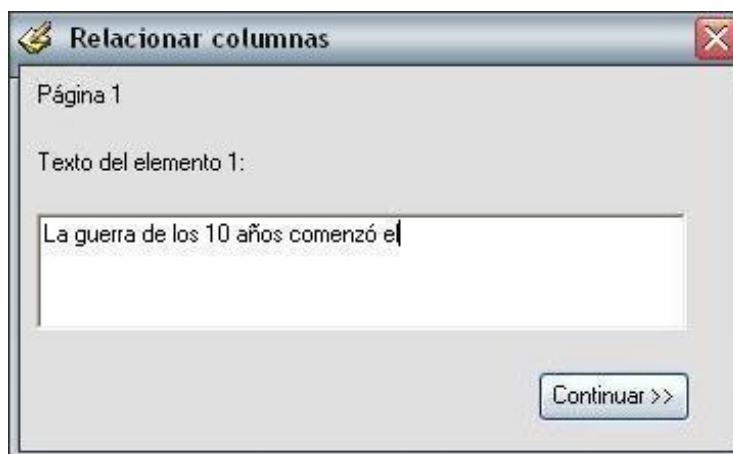 Relacionar columnas
Página 1
Texto del elemento 1:
La guerra de los 10 años comenzó el
Continuar >>